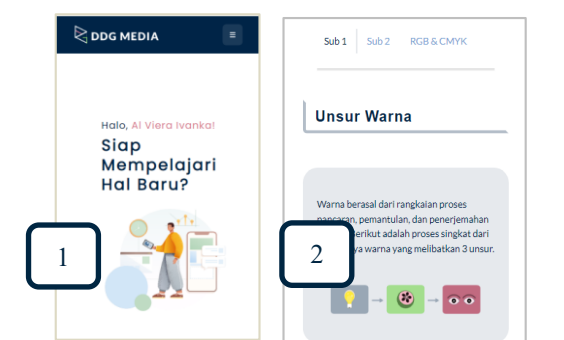 DDG MEDIA
Halo, Al Viera Ivanka!
Siap
Mempelajari
Hal Baru?
1
Sub 1 Sub 2 RGB & CMYK
Unsur Warna
Warna berasal dari rangkaian proses
pemantulan, dan penerjemahan
adalah proses singkat dari
warna yang melibatkan 3 unsur.
2